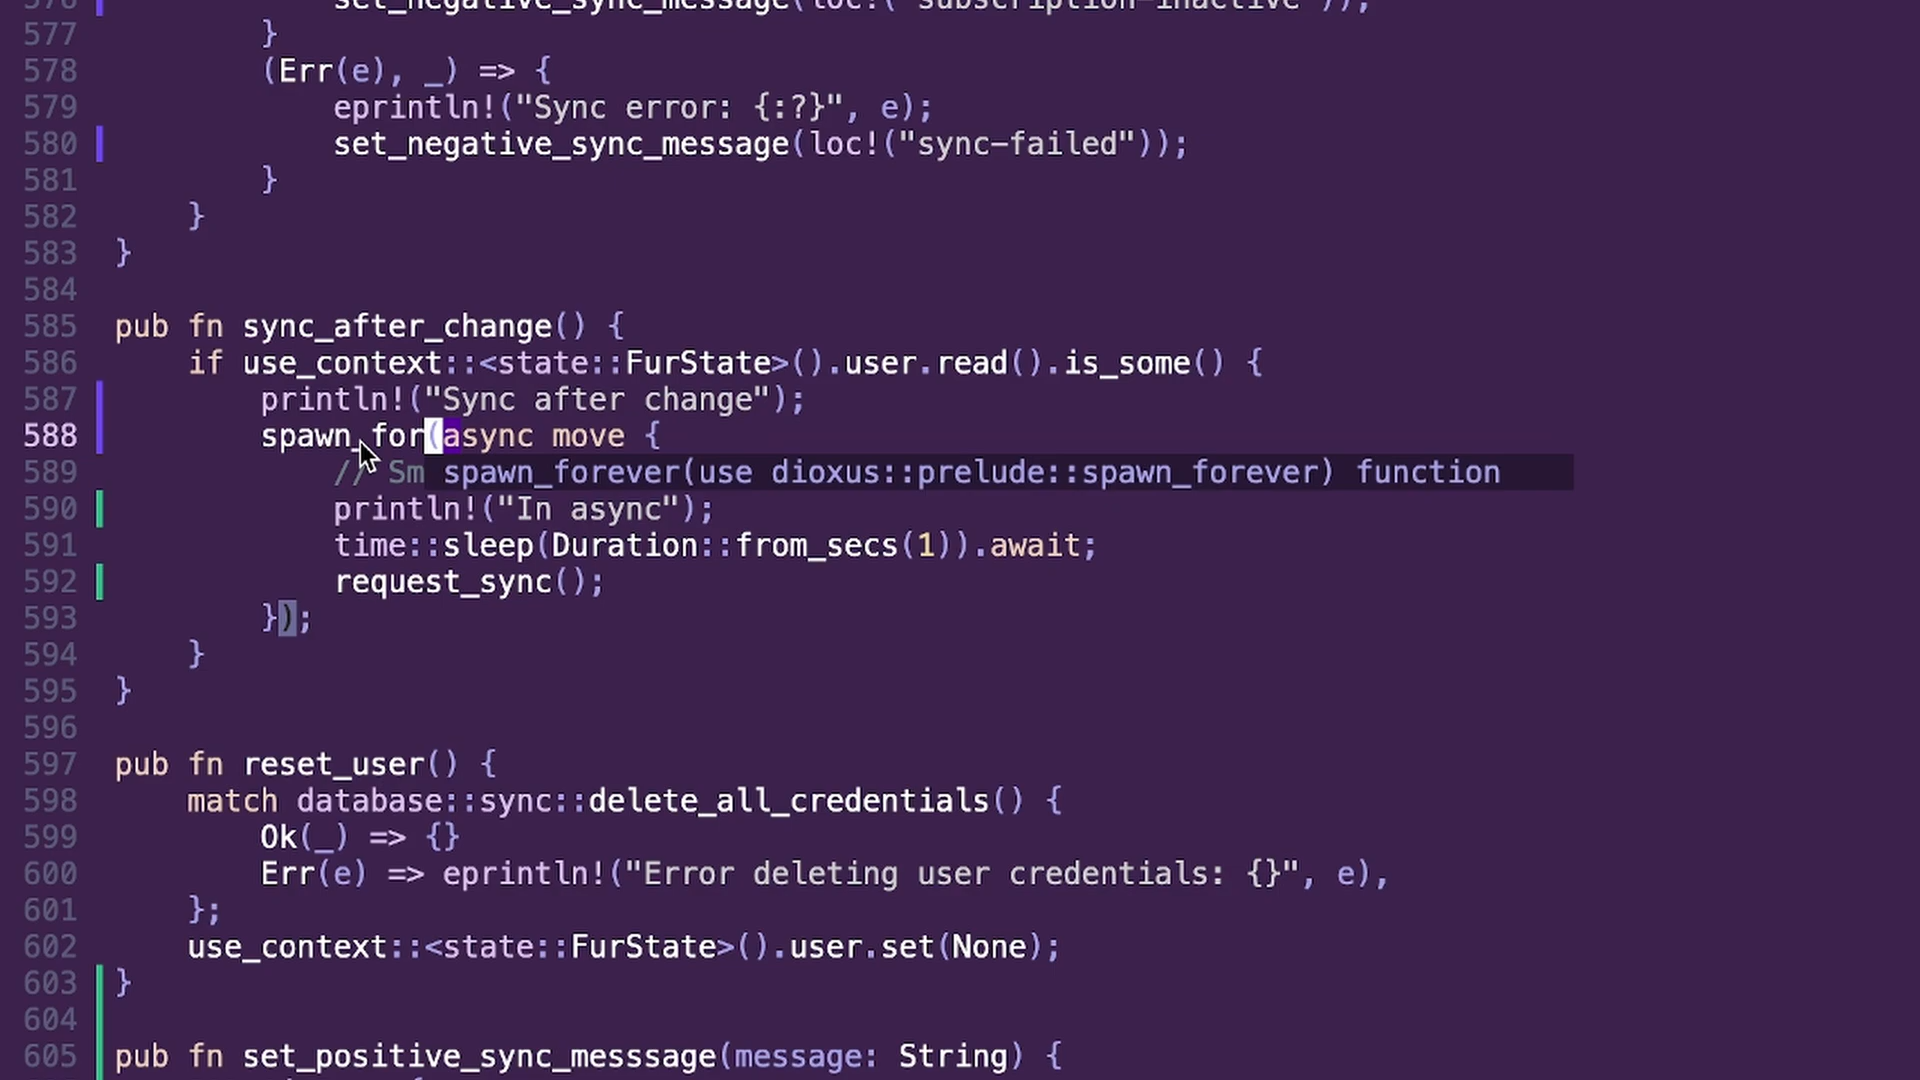 576 set_negative_sync_message(loc!("subscription-inactive"));
577 }
578 (Err(e), _) => {
579 eprintln!("Sync error: {:?}", e);
580 set_negative_sync_message(loc!("sync-failed"));
581 }
582 }
583 }
584
585 pub fn sync_after_change() {
586 if use_context::<state::FurState>().user.read().is_some() {
587 println!("Sync after change");
588 spawn_for(async move {
589 // Sm spawn_forever(use dioxus::prelude::spawn_forever) function
590 println!("In async");
591 time::sleep(Duration::from_secs(1)).await;
592 request_sync();
593 });
594 }
595 }
596
597 pub fn reset_user() {
598 match database::sync::delete_all_credentials() {
599 Ok(_) => {}
600 Err(e) => eprintln!("Error deleting user credentials: {}", e),
601 };
602 use_context::<state::FurState>().user.set(None);
603 }
604
605 pub fn set_positive_sync_messsage(message: String) {